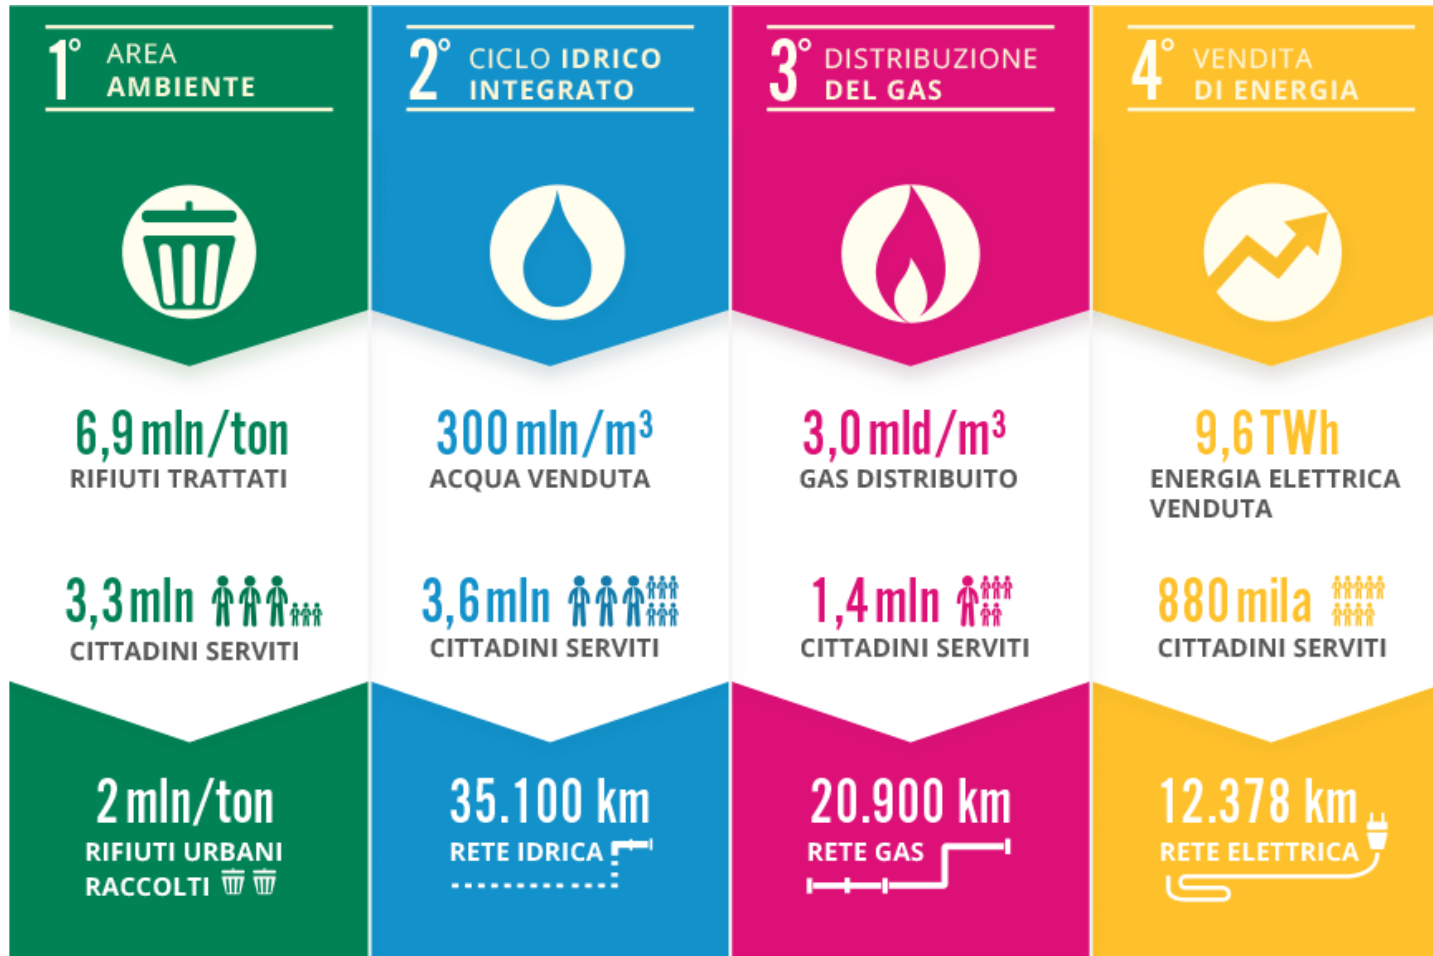 1° AREA
AMBIENTE
6,9 mln/ton
RIFIUTI TRATTATI
3,3 mln
CITTADINI SERVITI
2 mln/ton
RIFIUTI URBANI
RACCOLTI
2° CICLO IDRICO
INTEGRATO
300 mln/m³
ACQUA VENDUTA
3,6 mln
CITTADINI SERVITI
35.100 km
RETE IDRICA
3° DISTRIBUZIONE
DEL GAS
3,0 mld/m³
GAS DISTRIBUITO
1,4 mln
CITTADINI SERVITI
20.900 km
RETE GAS
4° VENDITA
DI ENERGIA
9,6 TWh
ENERGIA ELETTRICA
VENDUTA
880 mila
CITTADINI SERVITI
12.378 km
RETE ELETTRICA